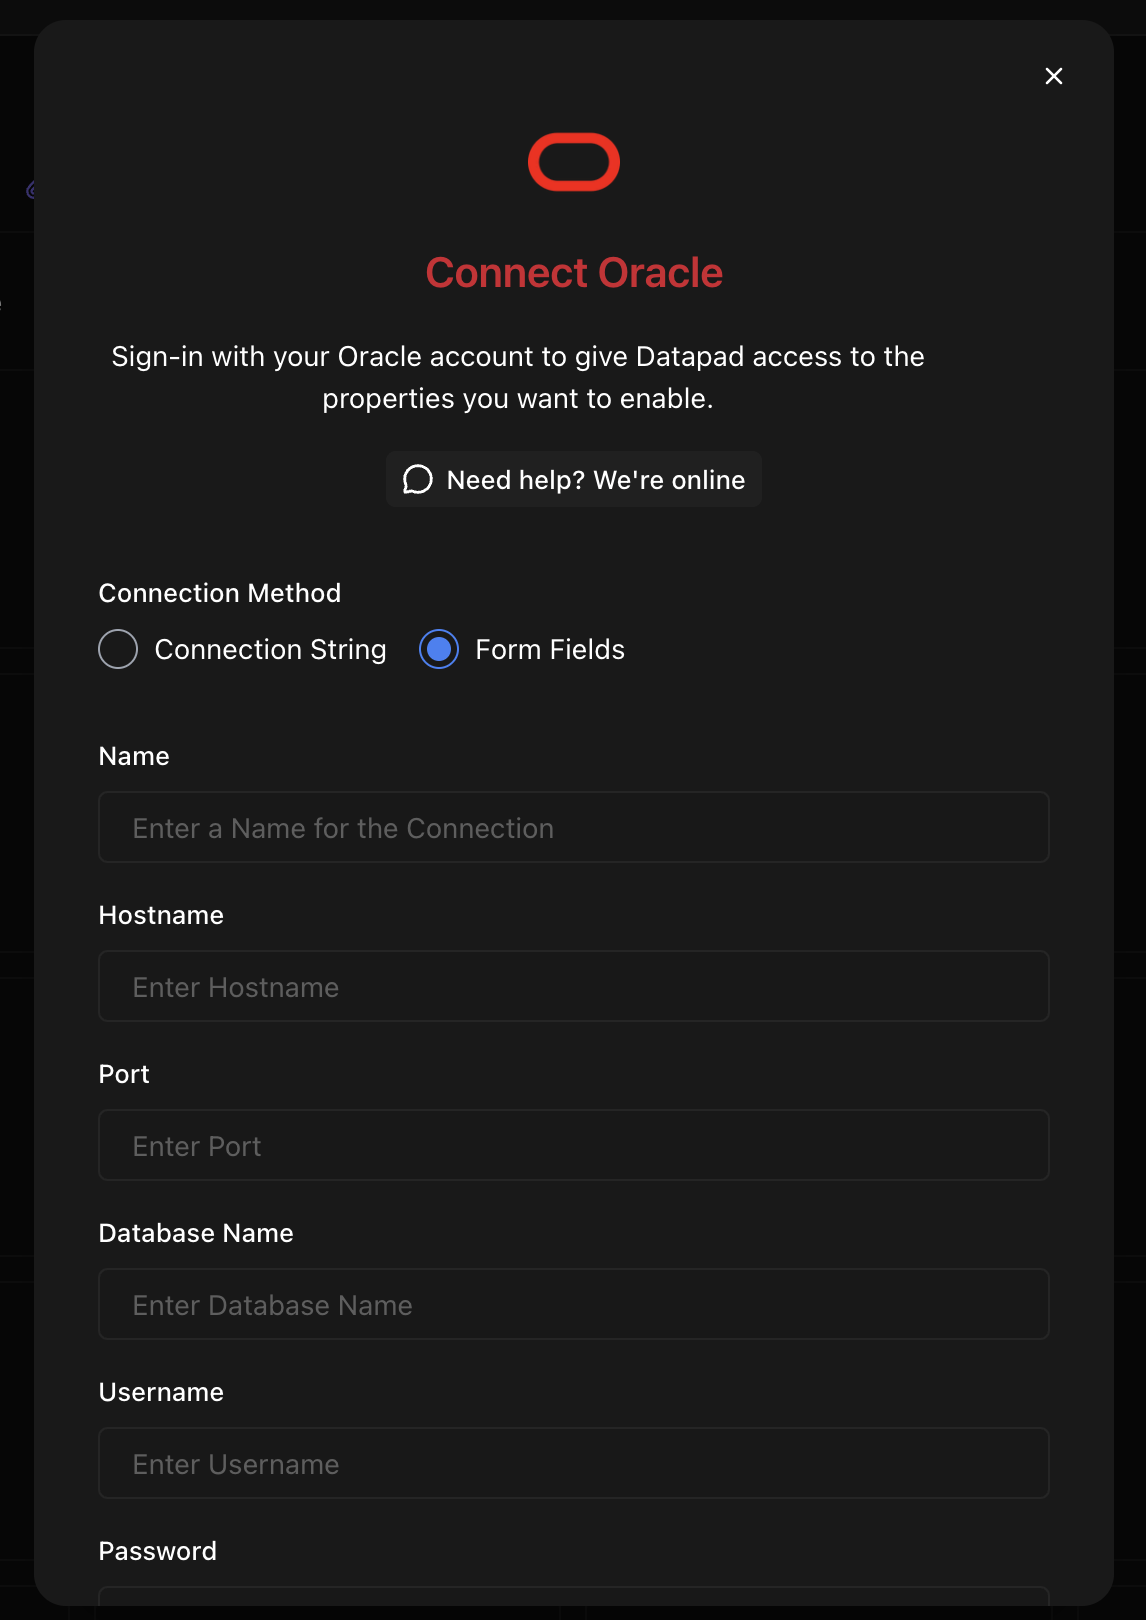 Connect Oracle
Sign-in with your Oracle account to give Datapad access to the
properties you want to enable.
Need help? We're online
Connection Method
Connection String
Form Fields
Name
Enter a Name for the Connection
Hostname
Enter Hostname
Port
Enter Port
Database Name
Enter Database Name
Username
Enter Username
Password